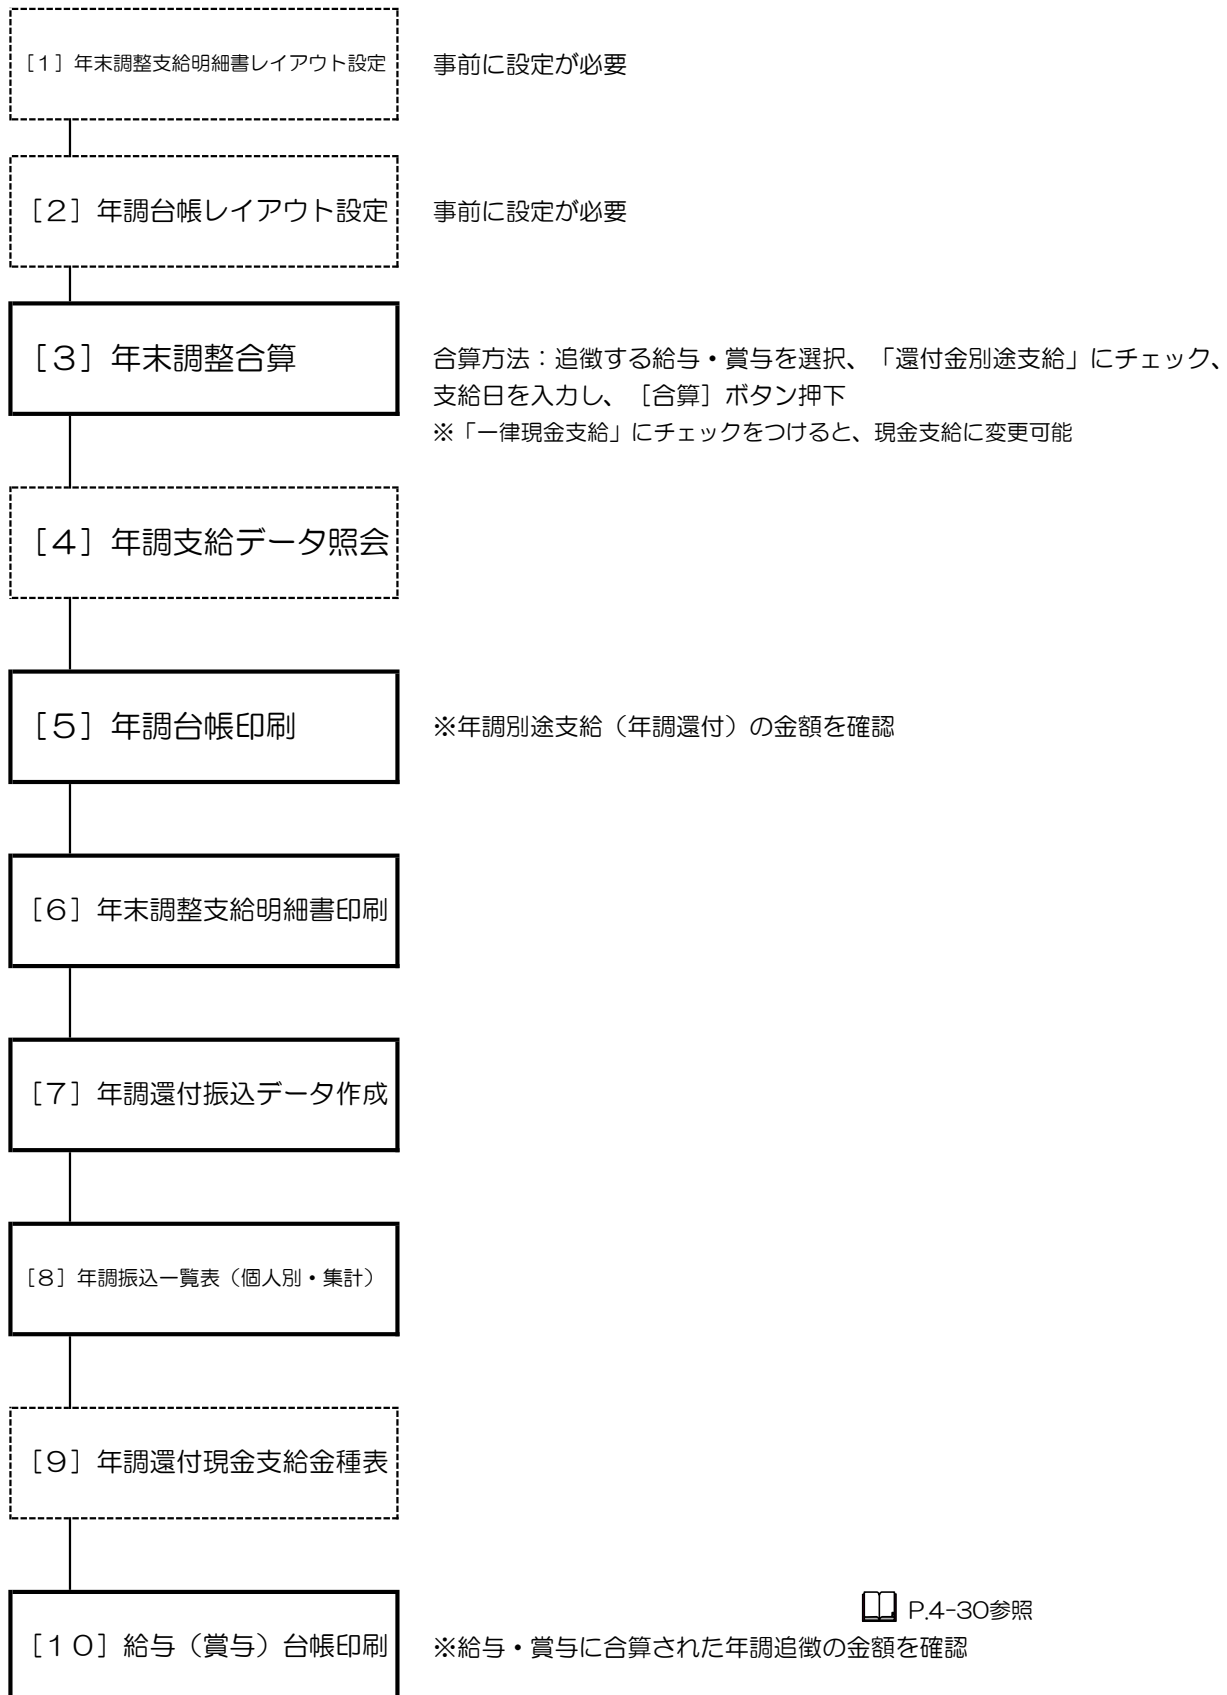 ［１］年末調整支給明細書レイアウト設定
事前に設定が必要
［２］年調台帳レイアウト設定
事前に設定が必要
［３］年末調整合算
合算方法：追徴する給与・賞与を選択、「還付金別途支給」にチェック、
支給日を入力し、［合算］ボタン押下
※「一律現金支給」にチェックをつけると、現金支給に変更可能
［４］年調支給データ照会
［５］年調台帳印刷
※年調別途支給（年調還付）の金額を確認
［６］年末調整支給明細書印刷
［７］年調還付振込データ作成
［８］年調振込一覧表（個人別・集計）
［９］年調還付現金支給金種表
P.4-30参照
［１０］給与（賞与）台帳印刷
※給与・賞与に合算された年調追徴の金額を確認